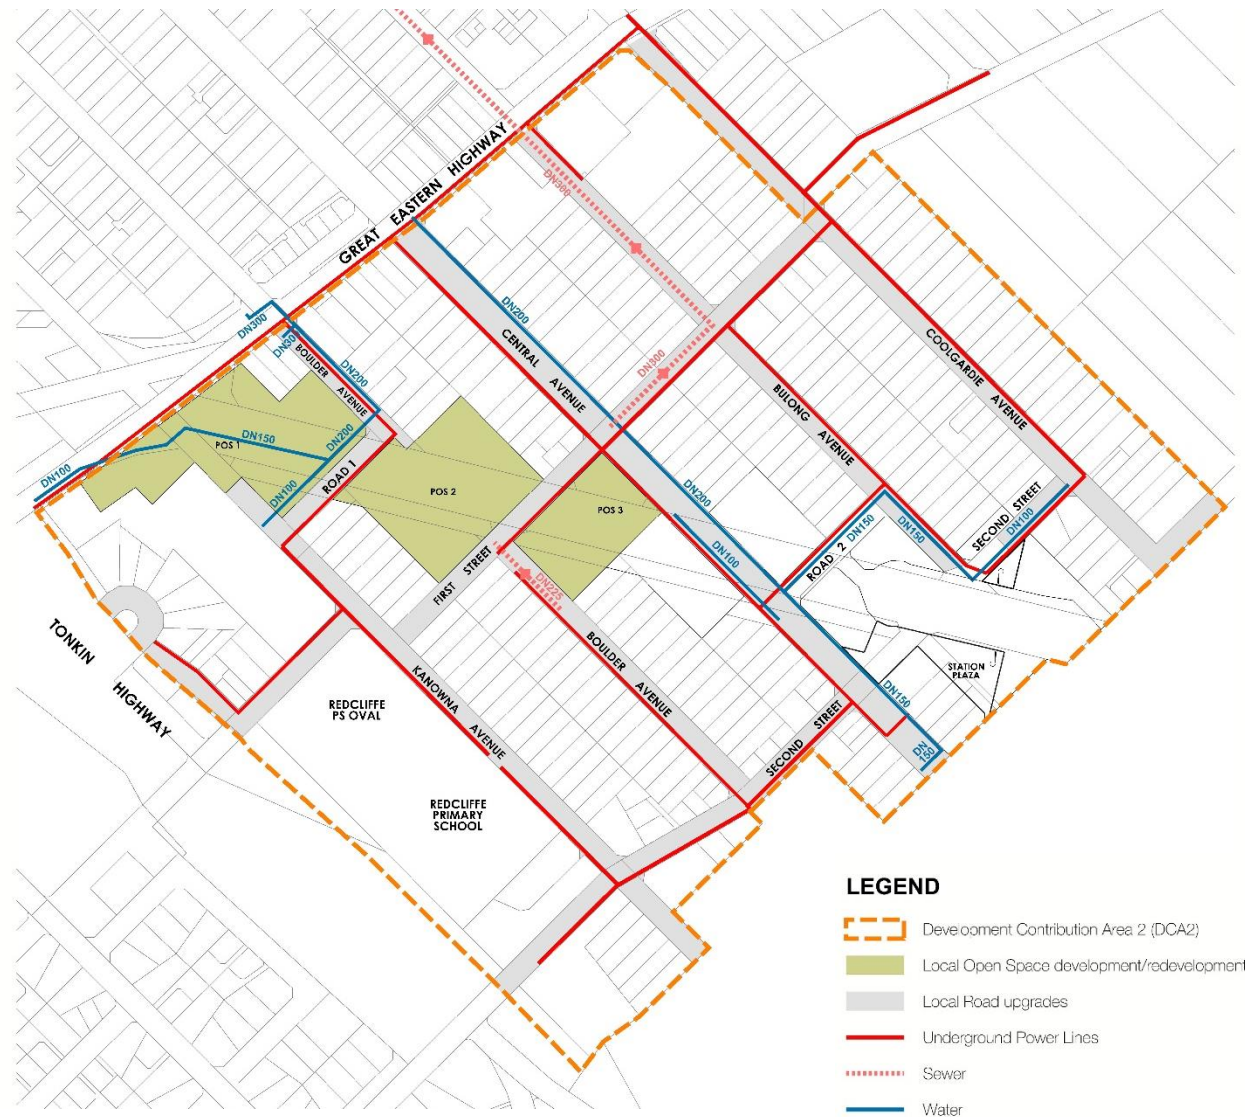 DN300
GREAT EASTERN HIGHWAY
DN200
DN300
DN30
BOULDER AVENUE
DN200
CENTRAL AVENUE
DN300
COOLGARDIE AVENUE
BULONG AVENUE
POS 1
DN150
DN200
DN100
DN100
ROAD 1
POS 2
POS 3
DN200
DN100
ROAD 2
DN150
DN150
SECOND STREET
DN100
FIRST STREET
DN225
BOULDER AVENUE
STATION
PLAZA
DN150
DN
150
TONKIN HIGHWAY
REDCLIFFE
PS OVAL
KANOWNA AVENUE
SECOND STREET
REDCLIFFE
PRIMARY
SCHOOL
LEGEND
Development Contribution Area 2 (DCA2)
Local Open Space development/redevelopment
Local Road upgrades
Underground Power Lines
Sewer
Water